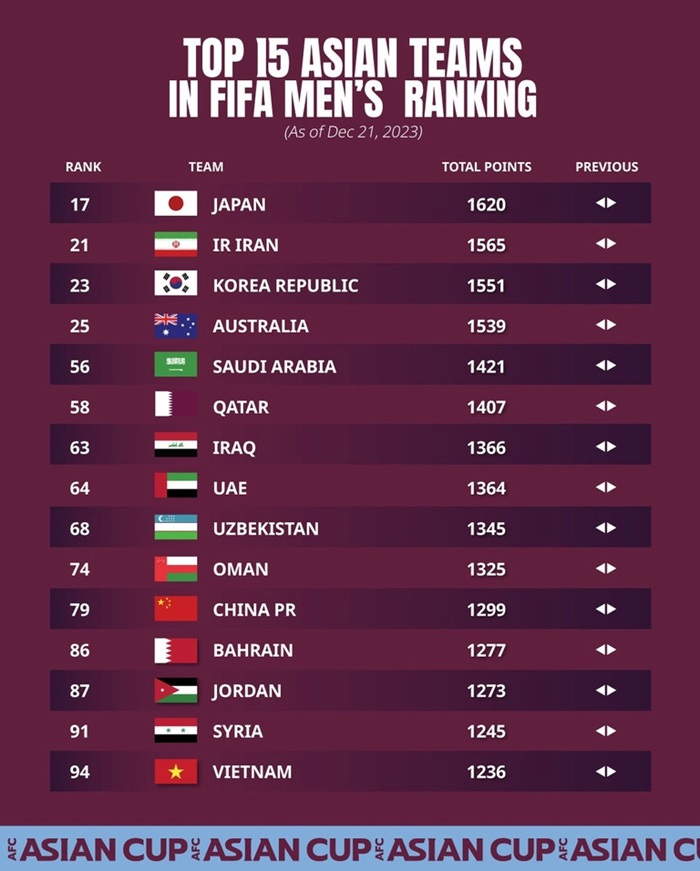 TOP 15 ASIAN TEAMS
IN FIFA MEN'S RANKING
(As of Dec 21, 2023)
RANK TEAM TOTAL POINTS PREVIOUS
17 JAPAN 1620
21 IR IRAN 1565
23 KOREA REPUBLIC 1551
25 AUSTRALIA 1539
56 SAUDI ARABIA 1421
58 QATAR 1407
63 IRAQ 1366
64 UAE 1364
68 UZBEKISTAN 1345
74 OMAN 1325
79 CHINA PR 1299
86 BAHRAIN 1277
87 JORDAN 1273
91 SYRIA 1245
94 VIETNAM 1236
AFC ASIAN CUP AFC ASIAN CUP AFC ASIAN CUP AFC ASIAN CU